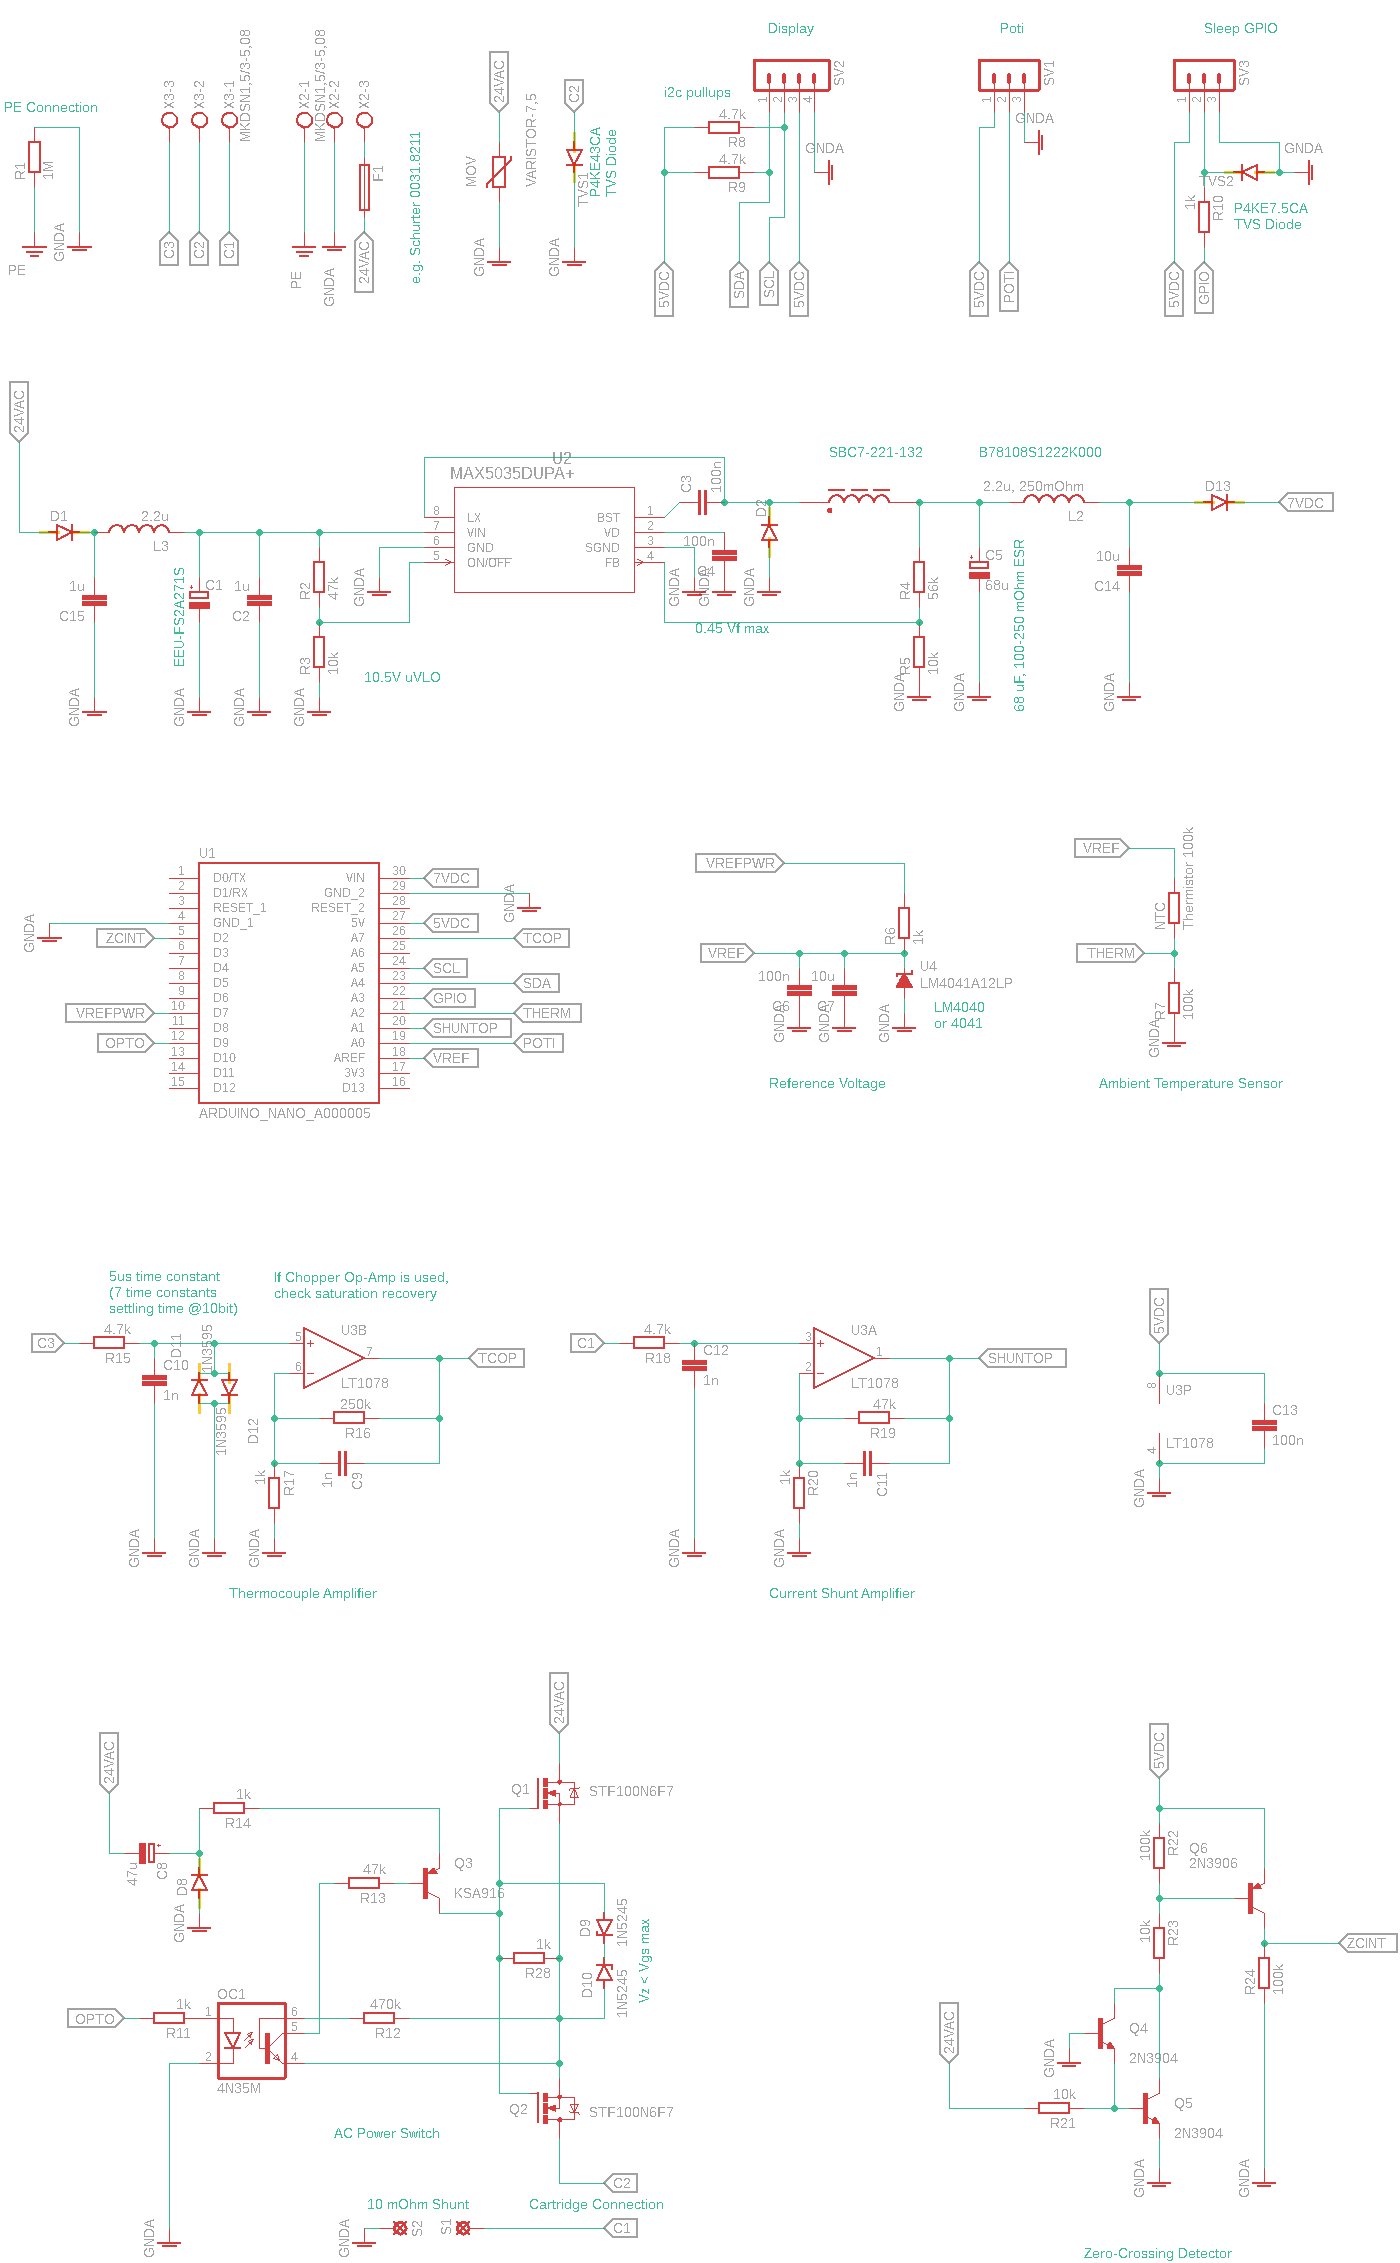 Display
Poti
Sleep GPIO
PE Connection
R1
1M
PE
GNDA
X3-3
X3-2
X3-1
MKDSN1,5/3-5,08
C3
C2
C1
X2-1
MKDSN1,5/3-5,08
X2-2
X2-3
F1
PE
GNDA
24VAC
e.g. Schurter 0031.8211
24VAC
MOV
VARISTOR-7,5
GNDA
C2
TVS1
P4KE43CA
TVS Diode
GNDA
i2c pullups
4.7k
R8
4.7k
R9
SV2
1
2
3
4
GNDA
5VDC
SDA
SCL
5VDC
SV1
1
2
3
GNDA
5VDC
POTI
SV3
1
2
3
GNDA
TVS2
1k
R10
P4KE7.5CA
TVS Diode
5VDC
GPIO
24VAC
D1
2.2u
L3
1u
C15
GNDA
EEU-FS2A271S
C1
GNDA
1u
C2
GNDA
R2
47k
R3
10k
GNDA
10.5V uVLO
GNDA
U2
MAX5035DUPA+
8
LX
7
VIN
6
GND
5
ON/OFF
BST
1
VD
2
SGND
3
FB
4
C3
100n
100n
C4
GNDA
GNDA
D2
GNDA
0.45 Vf max
SBC7-221-132
R4
56k
R5
10k
GNDA
C5
68u
GNDA
68 uF, 100-250 mOhm ESR
B78108S1222K000
2.2u, 250mOhm
L2
10u
C14
GNDA
D13
7VDC
U1
1
D0/TX
2
D1/RX
3
RESET_1
4
GND_1
5
D2
6
D3
7
D4
8
D5
9
D6
10
D7
11
D8
12
D9
13
D10
14
D11
15
D12
VIN
30
GND_2
29
RESET_2
28
5V
27
A7
26
A6
25
A5
24
A4
23
A3
22
A2
21
A1
20
A0
19
AREF
18
3V3
17
D13
16
ARDUINO_NANO_A000005
GNDA
ZCINT
VREFPWR
OPTO
7VDC
GNDA
5VDC
TCOP
SCL
SDA
GPIO
THERM
SHUNTOP
POTI
VREF
VREFPWR
R6
1k
VREF
100n
C6
GNDA
10u
C7
GNDA
U4
LM4041A12LP
GNDA
LM4040
or 4041
Reference Voltage
VREF
NTC
Thermistor 100k
THERM
R7
100k
GNDA
Ambient Temperature Sensor
5us time constant
(7 time constants
settling time @10bit)
If Chopper Op-Amp is used,
check saturation recovery
C3
4.7k
R15
C10
1n
GNDA
D11
1N3595
1N3595
D12
GNDA
U3B
5
6
7
LT1078
TCOP
250k
R16
1n
C9
1k
R17
GNDA
Thermocouple Amplifier
C1
4.7k
R18
C12
1n
GNDA
U3A
3
2
1
LT1078
SHUNTOP
47k
R19
1n
C11
1k
R20
GNDA
Current Shunt Amplifier
5VDC
8
U3P
4
LT1078
C13
100n
GNDA
24VAC
47u
C8
1k
R14
D8
GNDA
OPTO
1k
R11
OC1
1
2
6
5
4
4N35M
GNDA
47k
R13
470k
R12
Q3
KSA916
24VAC
Q1
STF100N6F7
1k
R28
D9
1N5245
D10
1N5245
Vz < Vgs max
Q2
STF100N6F7
AC Power Switch
C2
10 mOhm Shunt
Cartridge Connection
GNDA
S2
S1
C1
5VDC
100k
R22
Q6
2N3906
10k
R23
ZCINT
R24
100k
Q4
2N3904
GNDA
24VAC
10k
R21
Q5
2N3904
GNDA
GNDA
Zero-Crossing Detector